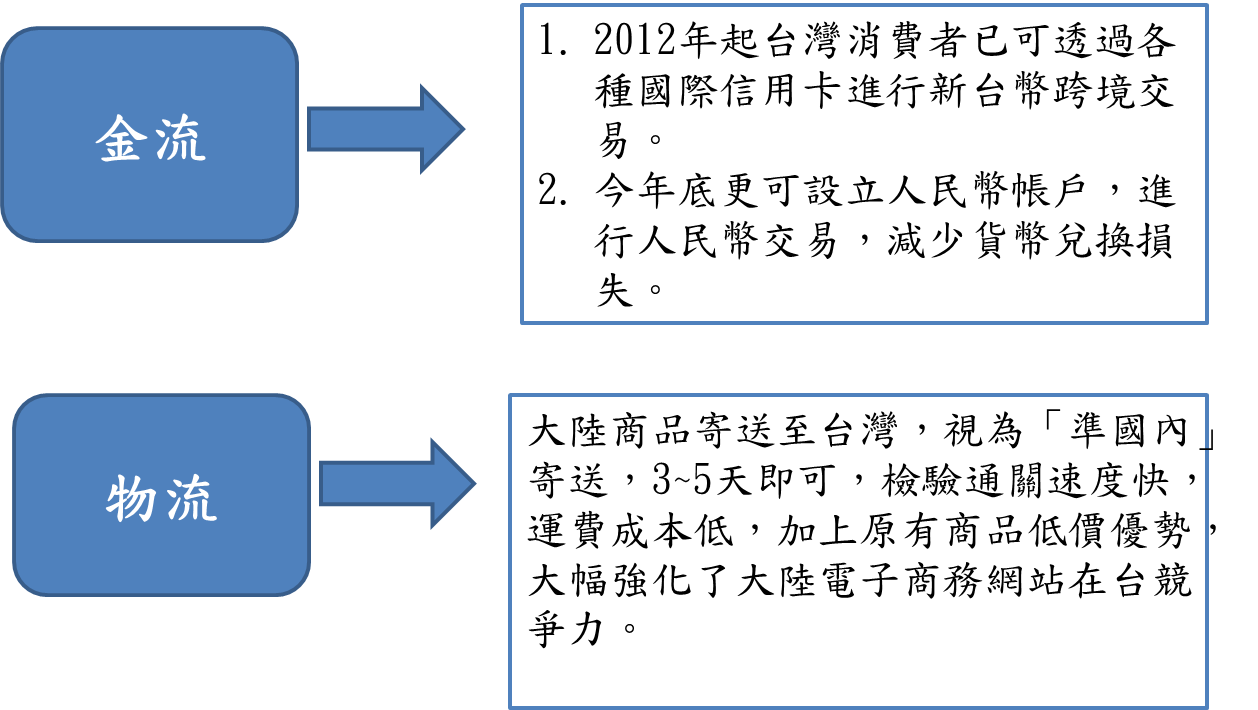 金流
1. 2012年起台灣消費者已可透過各
種國際信用卡進行新台幣跨境交
易。
2. 今年底更可設立人民幣帳戶，進
行人民幣交易，減少貨幣兌換損
失。
物流
大陸商品寄送至台灣，視為「準國內」
寄送，3~5天即可，檢驗通關速度快，
運費成本低，加上原有商品低價優勢，
大幅強化了大陸電子商務網站在台競
爭力。